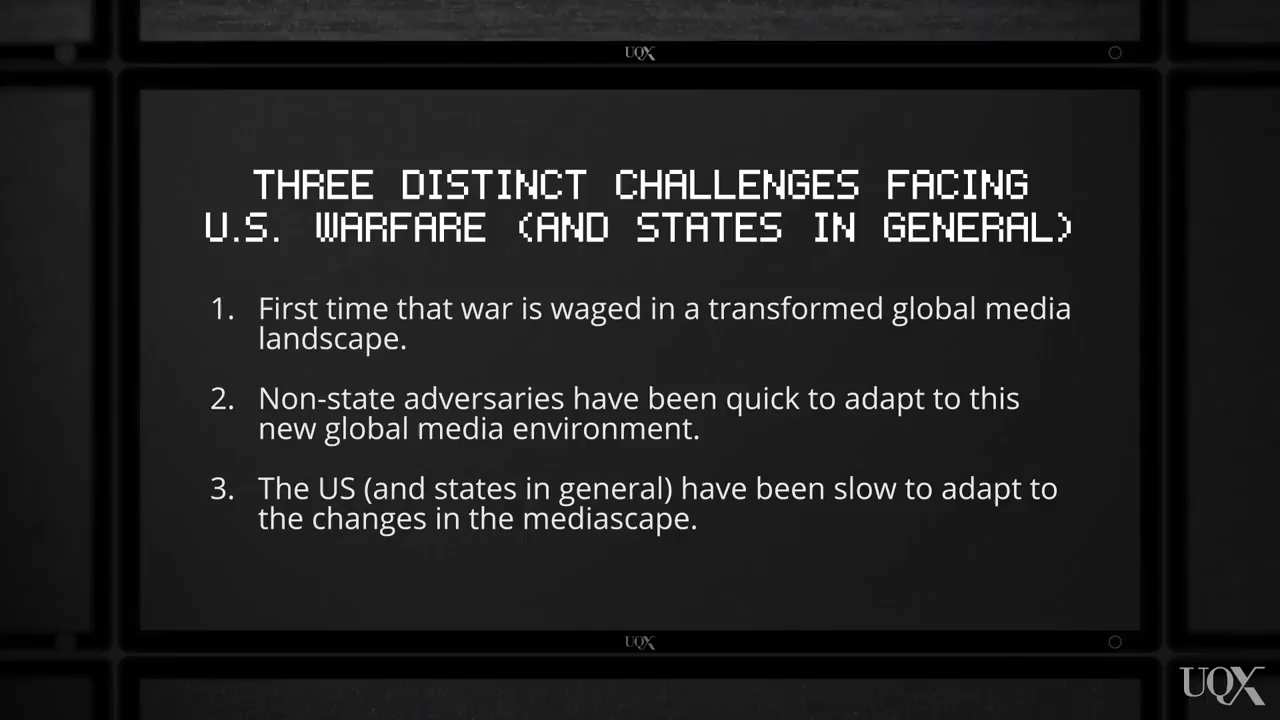 UQX
THREE DISTINCT CHALLENGES FACING
U.S. WARFARE (AND STATES IN GENERAL)
1. First time that war is waged in a transformed global media
landscape.
2. Non-state adversaries have been quick to adapt to this
new global media environment.
3. The US (and states in general) have been slow to adapt to
the changes in the mediascape.
UQX
UQX